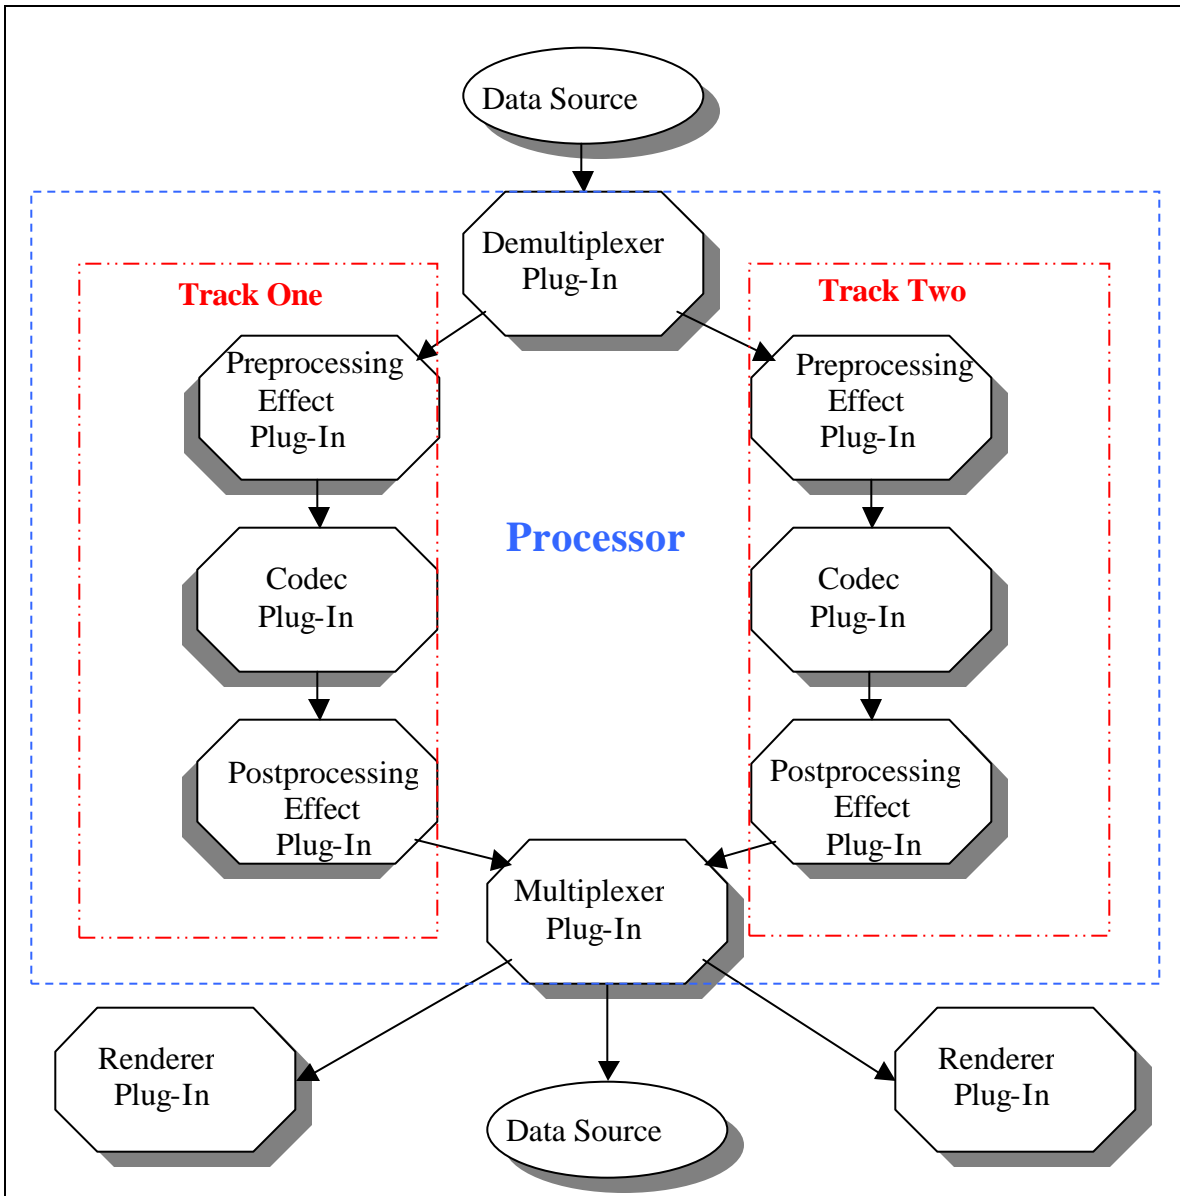 Data Source
Demultiplexer
Plug-In
Track One
Track Two
Preprocessing
Effect
Plug-In
Preprocessing
Effect
Plug-In
Processor
Codec
Plug-In
Codec
Plug-In
Postprocessing
Effect
Plug-In
Postprocessing
Effect
Plug-In
Multiplexer
Plug-In
Renderer
Plug-In
Data Source
Renderer
Plug-In